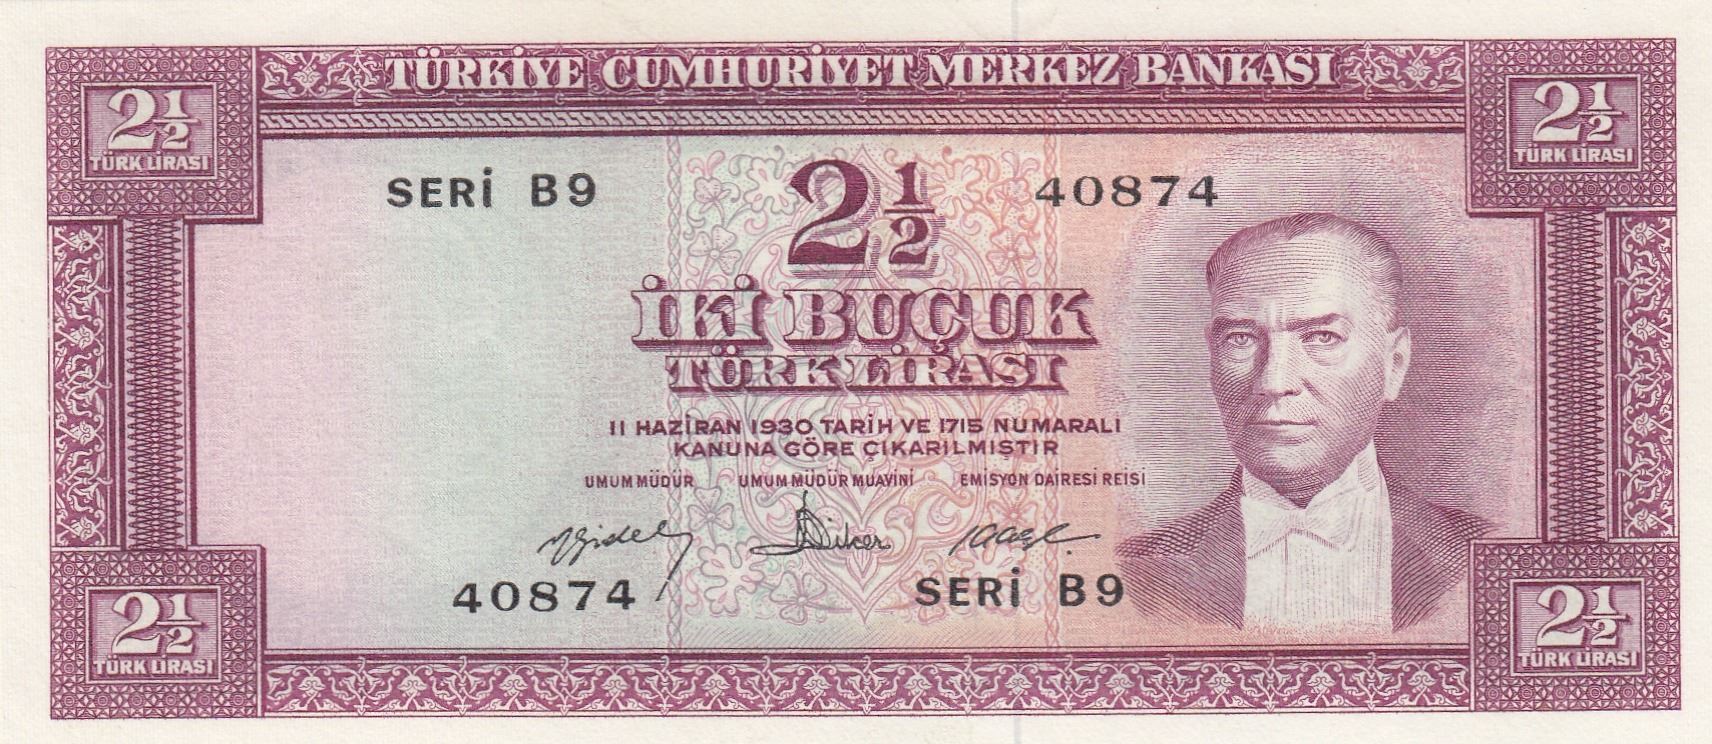 TÜRKİYE CUMHURİYET MERKEZ BANKASI
2½
TÜRK LİRASI
2½
TÜRK LİRASI
SERİ B9
2½
40874
İKİ BUÇUK
TÜRK LİRASI
11 HAZİRAN 1930 TARİH VE 1715 NUMARALI
KANUNA GÖRE ÇIKARILMISTIR
UMUM MÜDÜR UMUM MÜDÜR MUAVİNİ EMİSYON DAİRESİ REİSİ
40874
SERİ B9
2½
TÜRK LİRASI
2½
TÜRK LİRASI